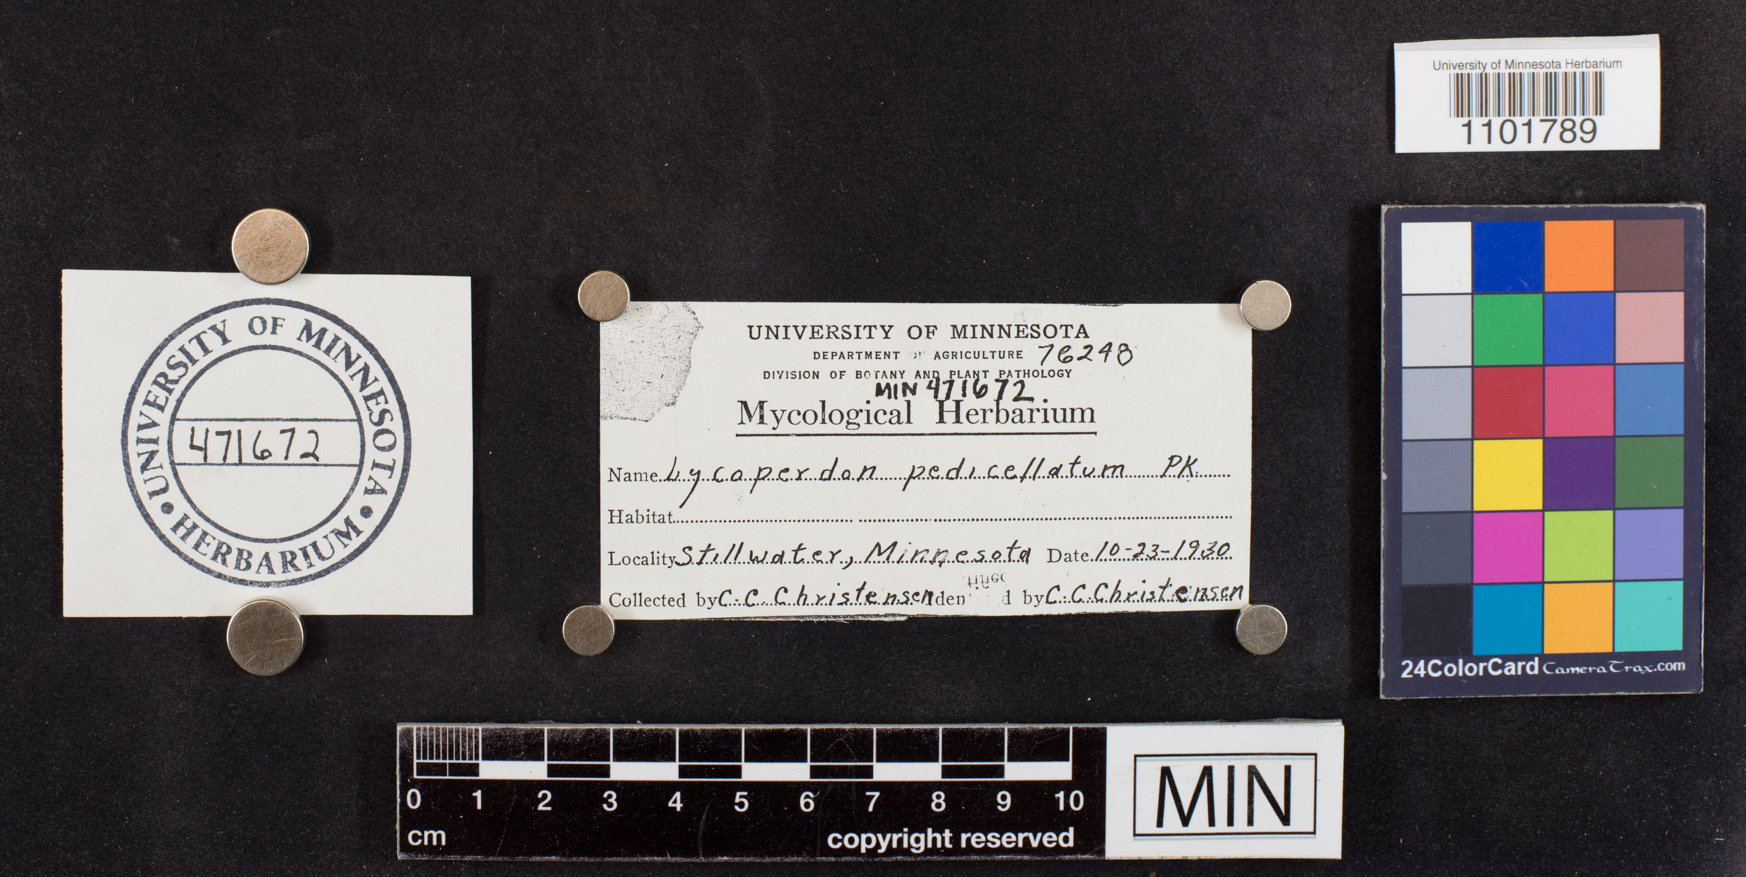 University of Minnesota Herbarium
1101789
UNIVERSITY OF MINNESOTA
HERBARIUM
471672
UNIVERSITY OF MINNESOTA
DEPARTMENT OF AGRICULTURE 76248
DIVISION OF BOTANY AND PLANT PATHOLOGY
MIN 471672
Mycological Herbarium
Name Lycoperdon pedicellatum PK.
Habitat
Locality Stillwater, Minnesota Date 10-23-1930
Collected by C. C. Christensen by C. C. Christensen
24ColorCard CameraTrax.com
0 1 2 3 4 5 6 7 8 9 10
cm copyright reserved
MIN